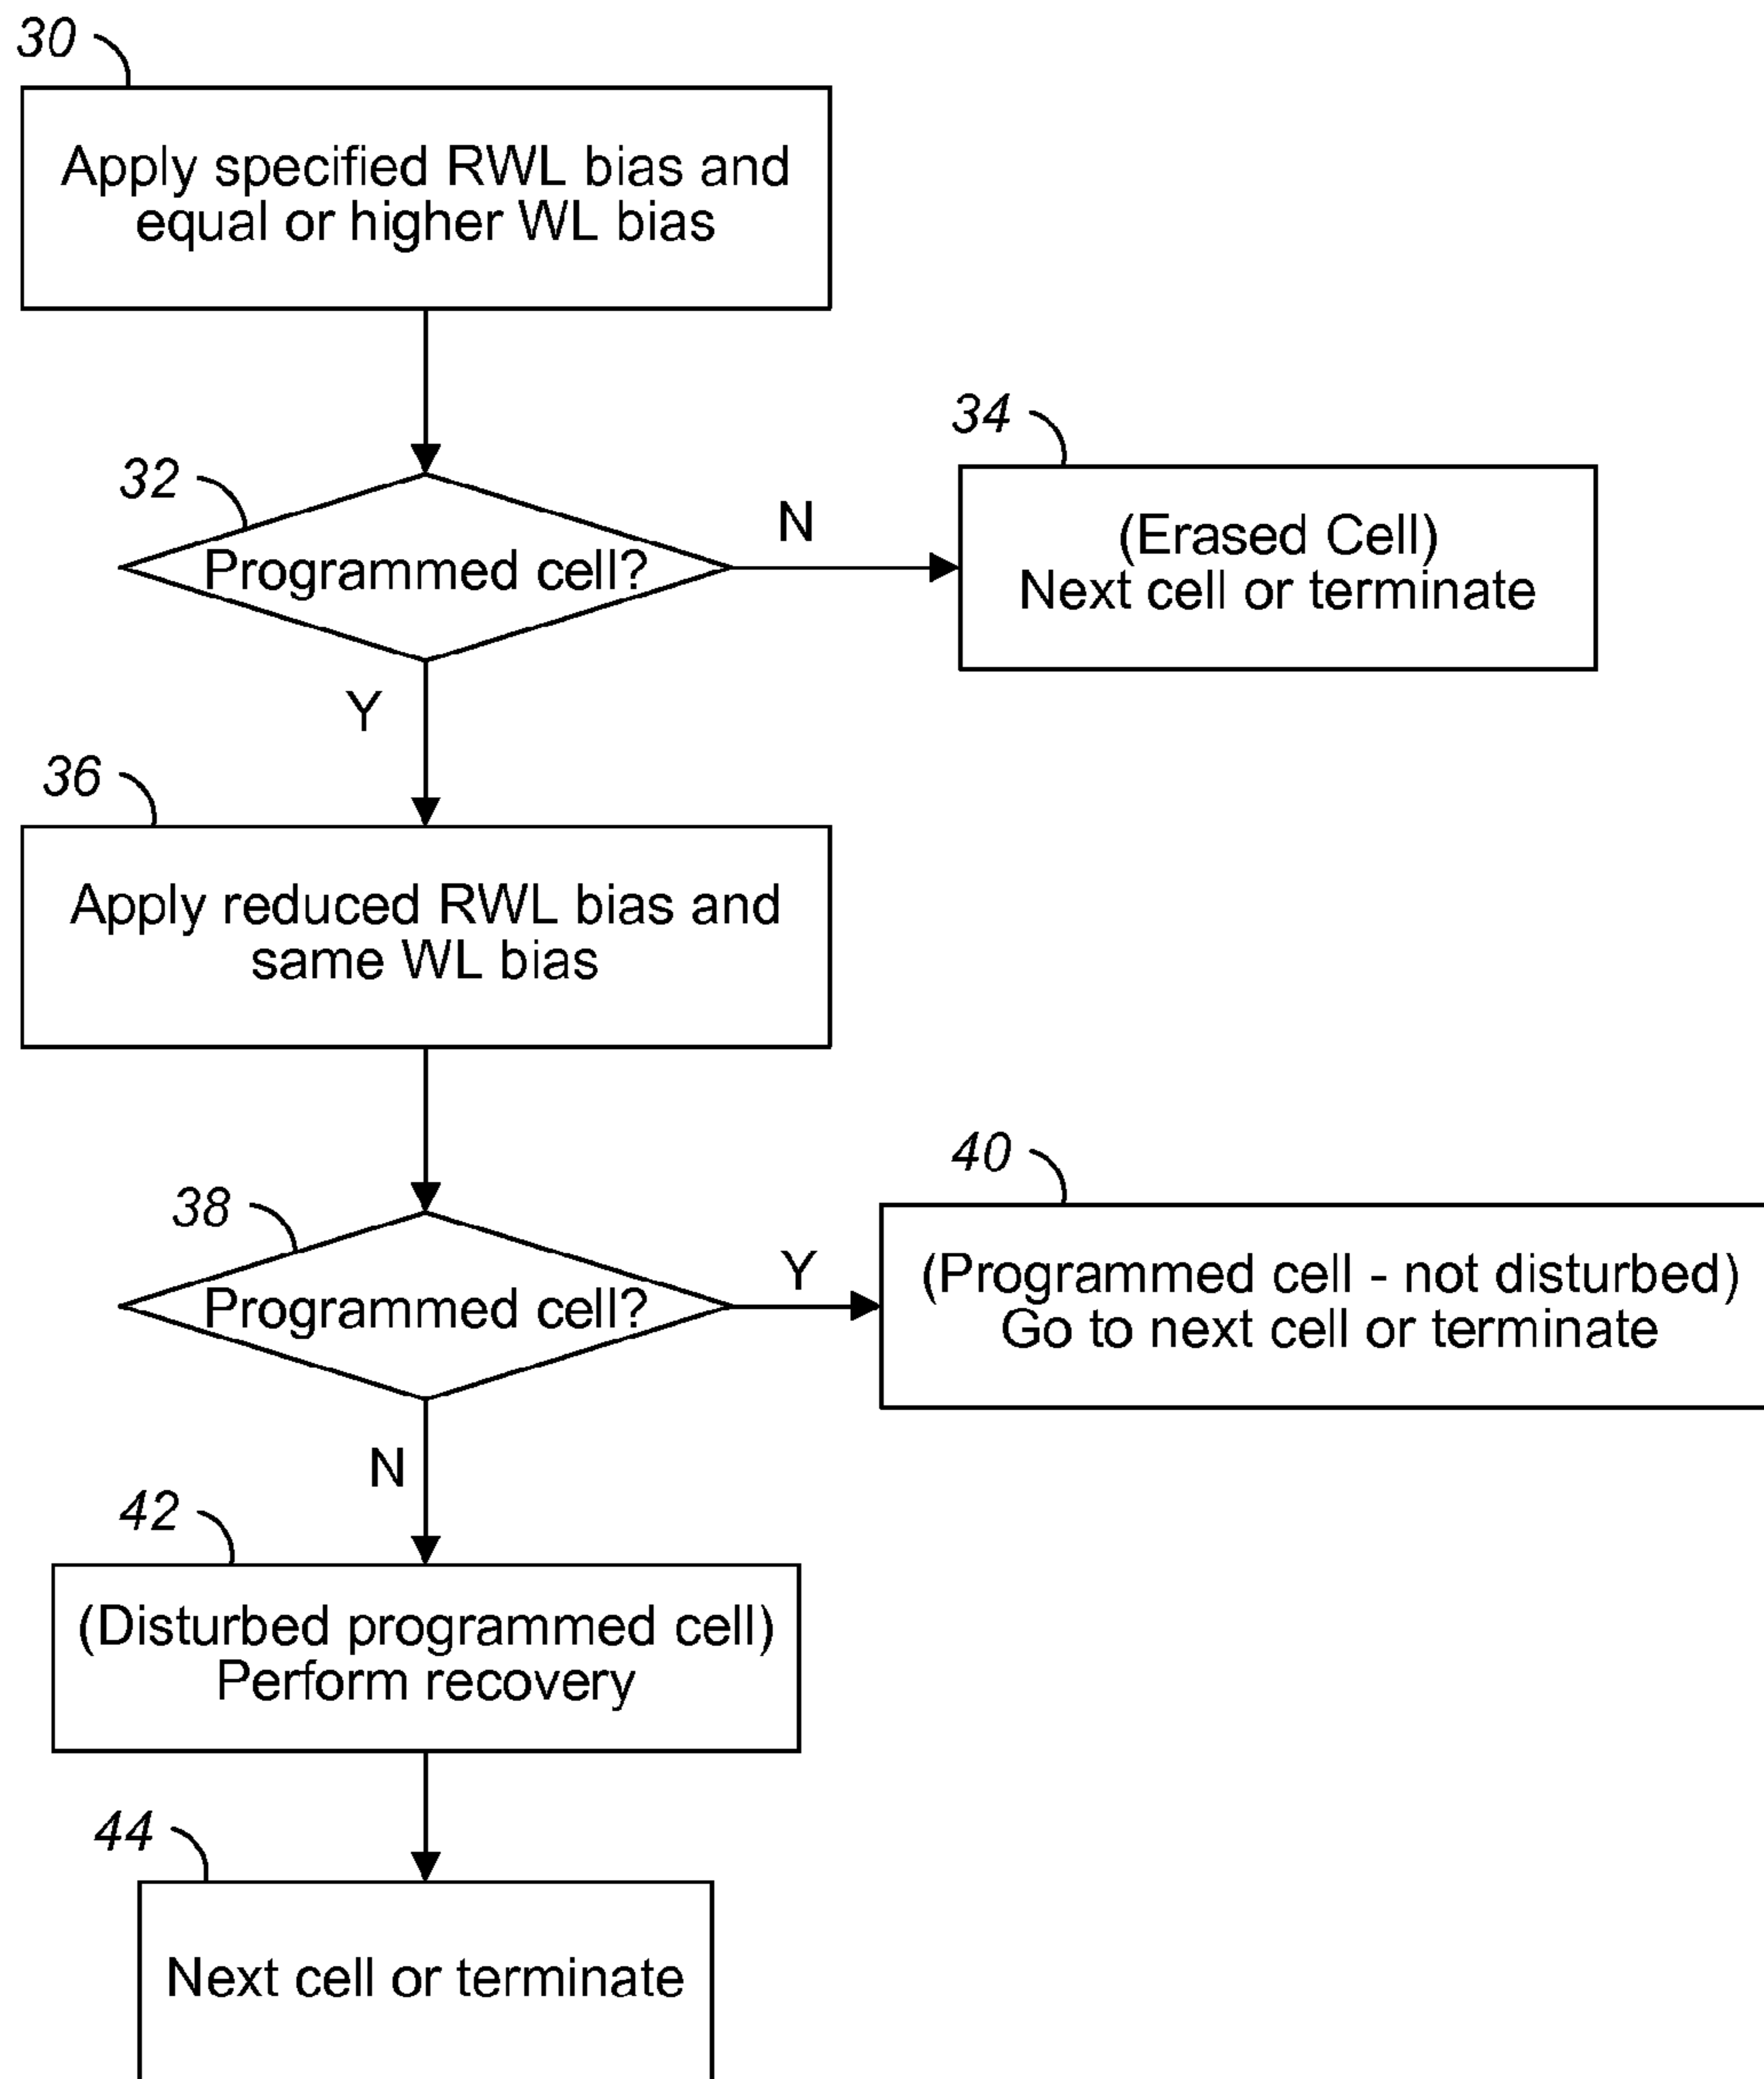 30
Apply specified RWL bias and
equal or higher WL bias
32
Programmed cell?
N
34
(Erased Cell)
Next cell or terminate
Y
36
Apply reduced RWL bias and
same WL bias
38
Programmed cell?
Y
40
(Programmed cell - not disturbed)
Go to next cell or terminate
N
42
(Disturbed programmed cell)
Perform recovery
44
Next cell or terminate